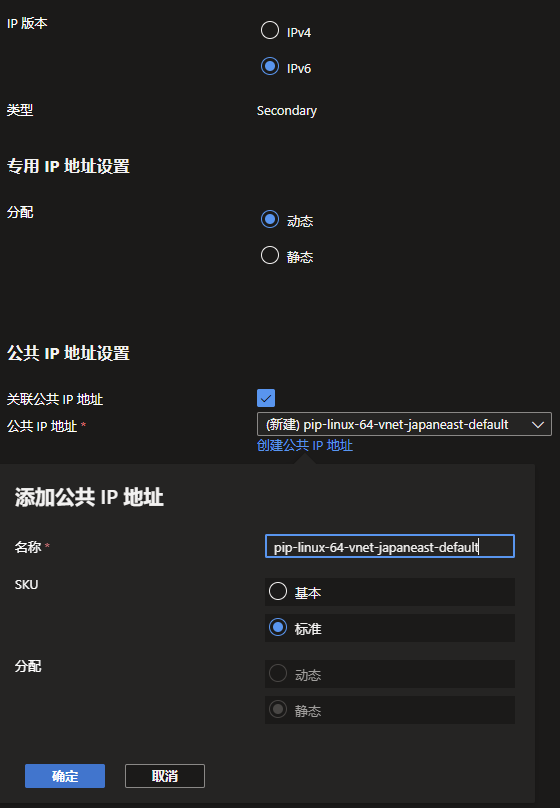 IP 版本
IPv4
IPv6
类型
Secondary
专用 IP 地址设置
分配
动态
静态
公共 IP 地址设置
关联公共 IP 地址
公共 IP 地址 *
(新建) pip-linux-64-vnet-japaneast-default
创建公共 IP 地址
添加公共 IP 地址
名称 *
pip-linux-64-vnet-japaneast-default
SKU
基本
标准
分配
动态
静态
确定
取消